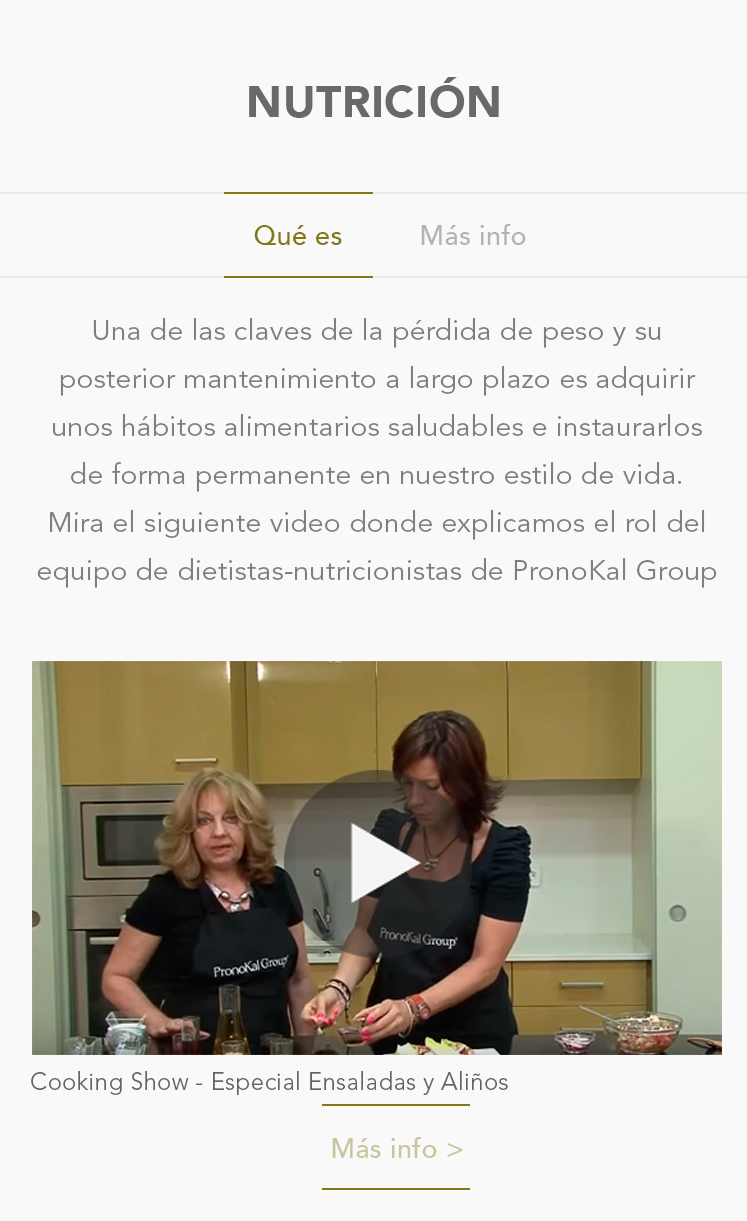 NUTRICIÓN
Qué es
Más info
Una de las claves de la pérdida de peso y su
posterior mantenimiento a largo plazo es adquirir
unos hábitos alimentarios saludables e instaurarlos
de forma permanente en nuestro estilo de vida.
Mira el siguiente video donde explicamos el rol del
equipo de dietistas-nutricionistas de PronoKal Group
PronoKal Group®
PronoKal Group®
Cooking Show - Especial Ensaladas y Aliños
Más info >